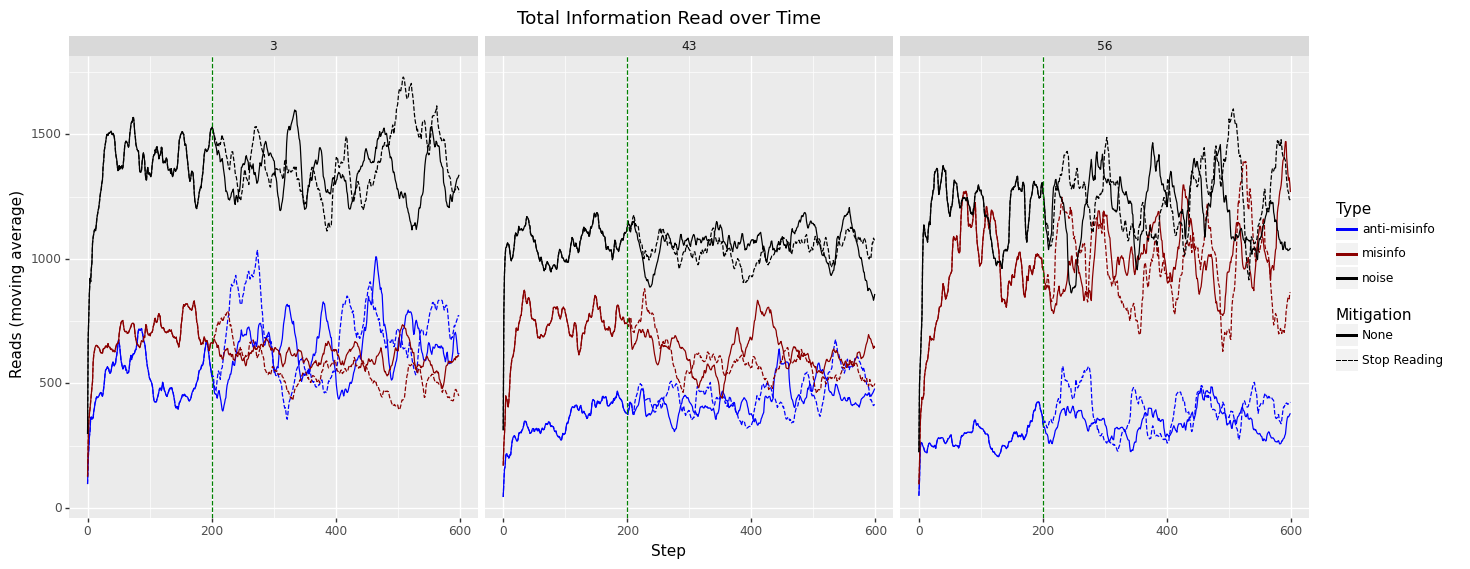 Total Information Read over Time
3
43
56
Reads (moving average)
1500
1000
500
0
0
200
400
600
0
200
400
600
0
200
400
600
Step
Type
anti-misinfo
misinfo
noise
Mitigation
None
Stop Reading